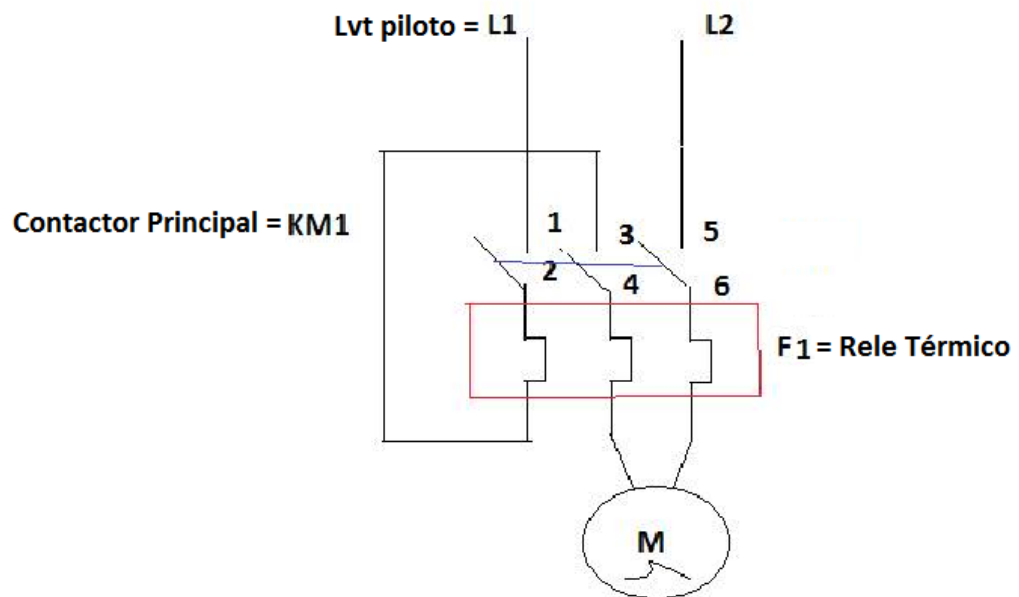 Lvt piloto = L1
L2
Contactor Principal = KM1
1
3
5
2
4
6
F1 = Rele Térmico
M